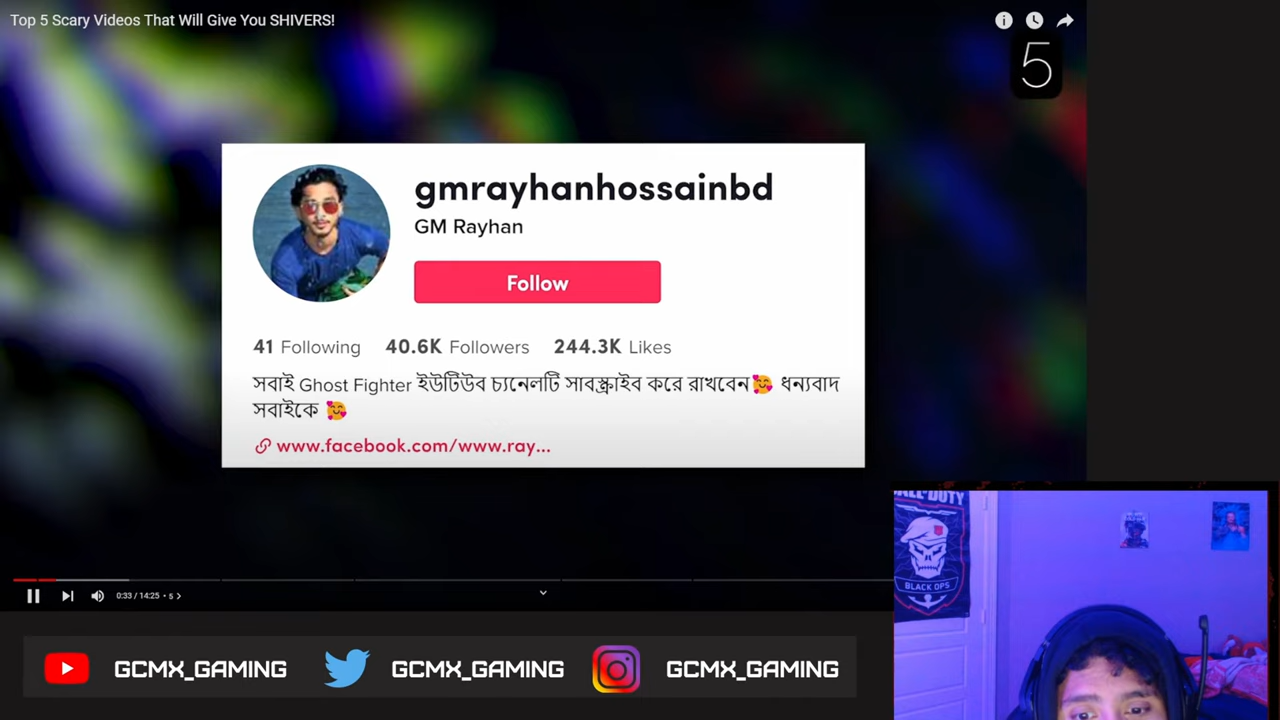 Top 5 Scary Videos That Will Give You SHIVERS!
5
gmrayhanhossainbd
GM Rayhan
Follow
41 Following 40.6K Followers 244.3K Likes
সবাই Ghost Fighter ইউটিউব চ্যনেলটি সাবস্ক্রাইব করে রাখবেন🥰 ধন্যবাদ
সবাইকে 🥰
www.facebook.com/www.ray...
CALL OF DUTY
BLACK OPS
0:33 / 14:25 • 5 >
GCMX_GAMING GCMX_GAMING GCMX_GAMING